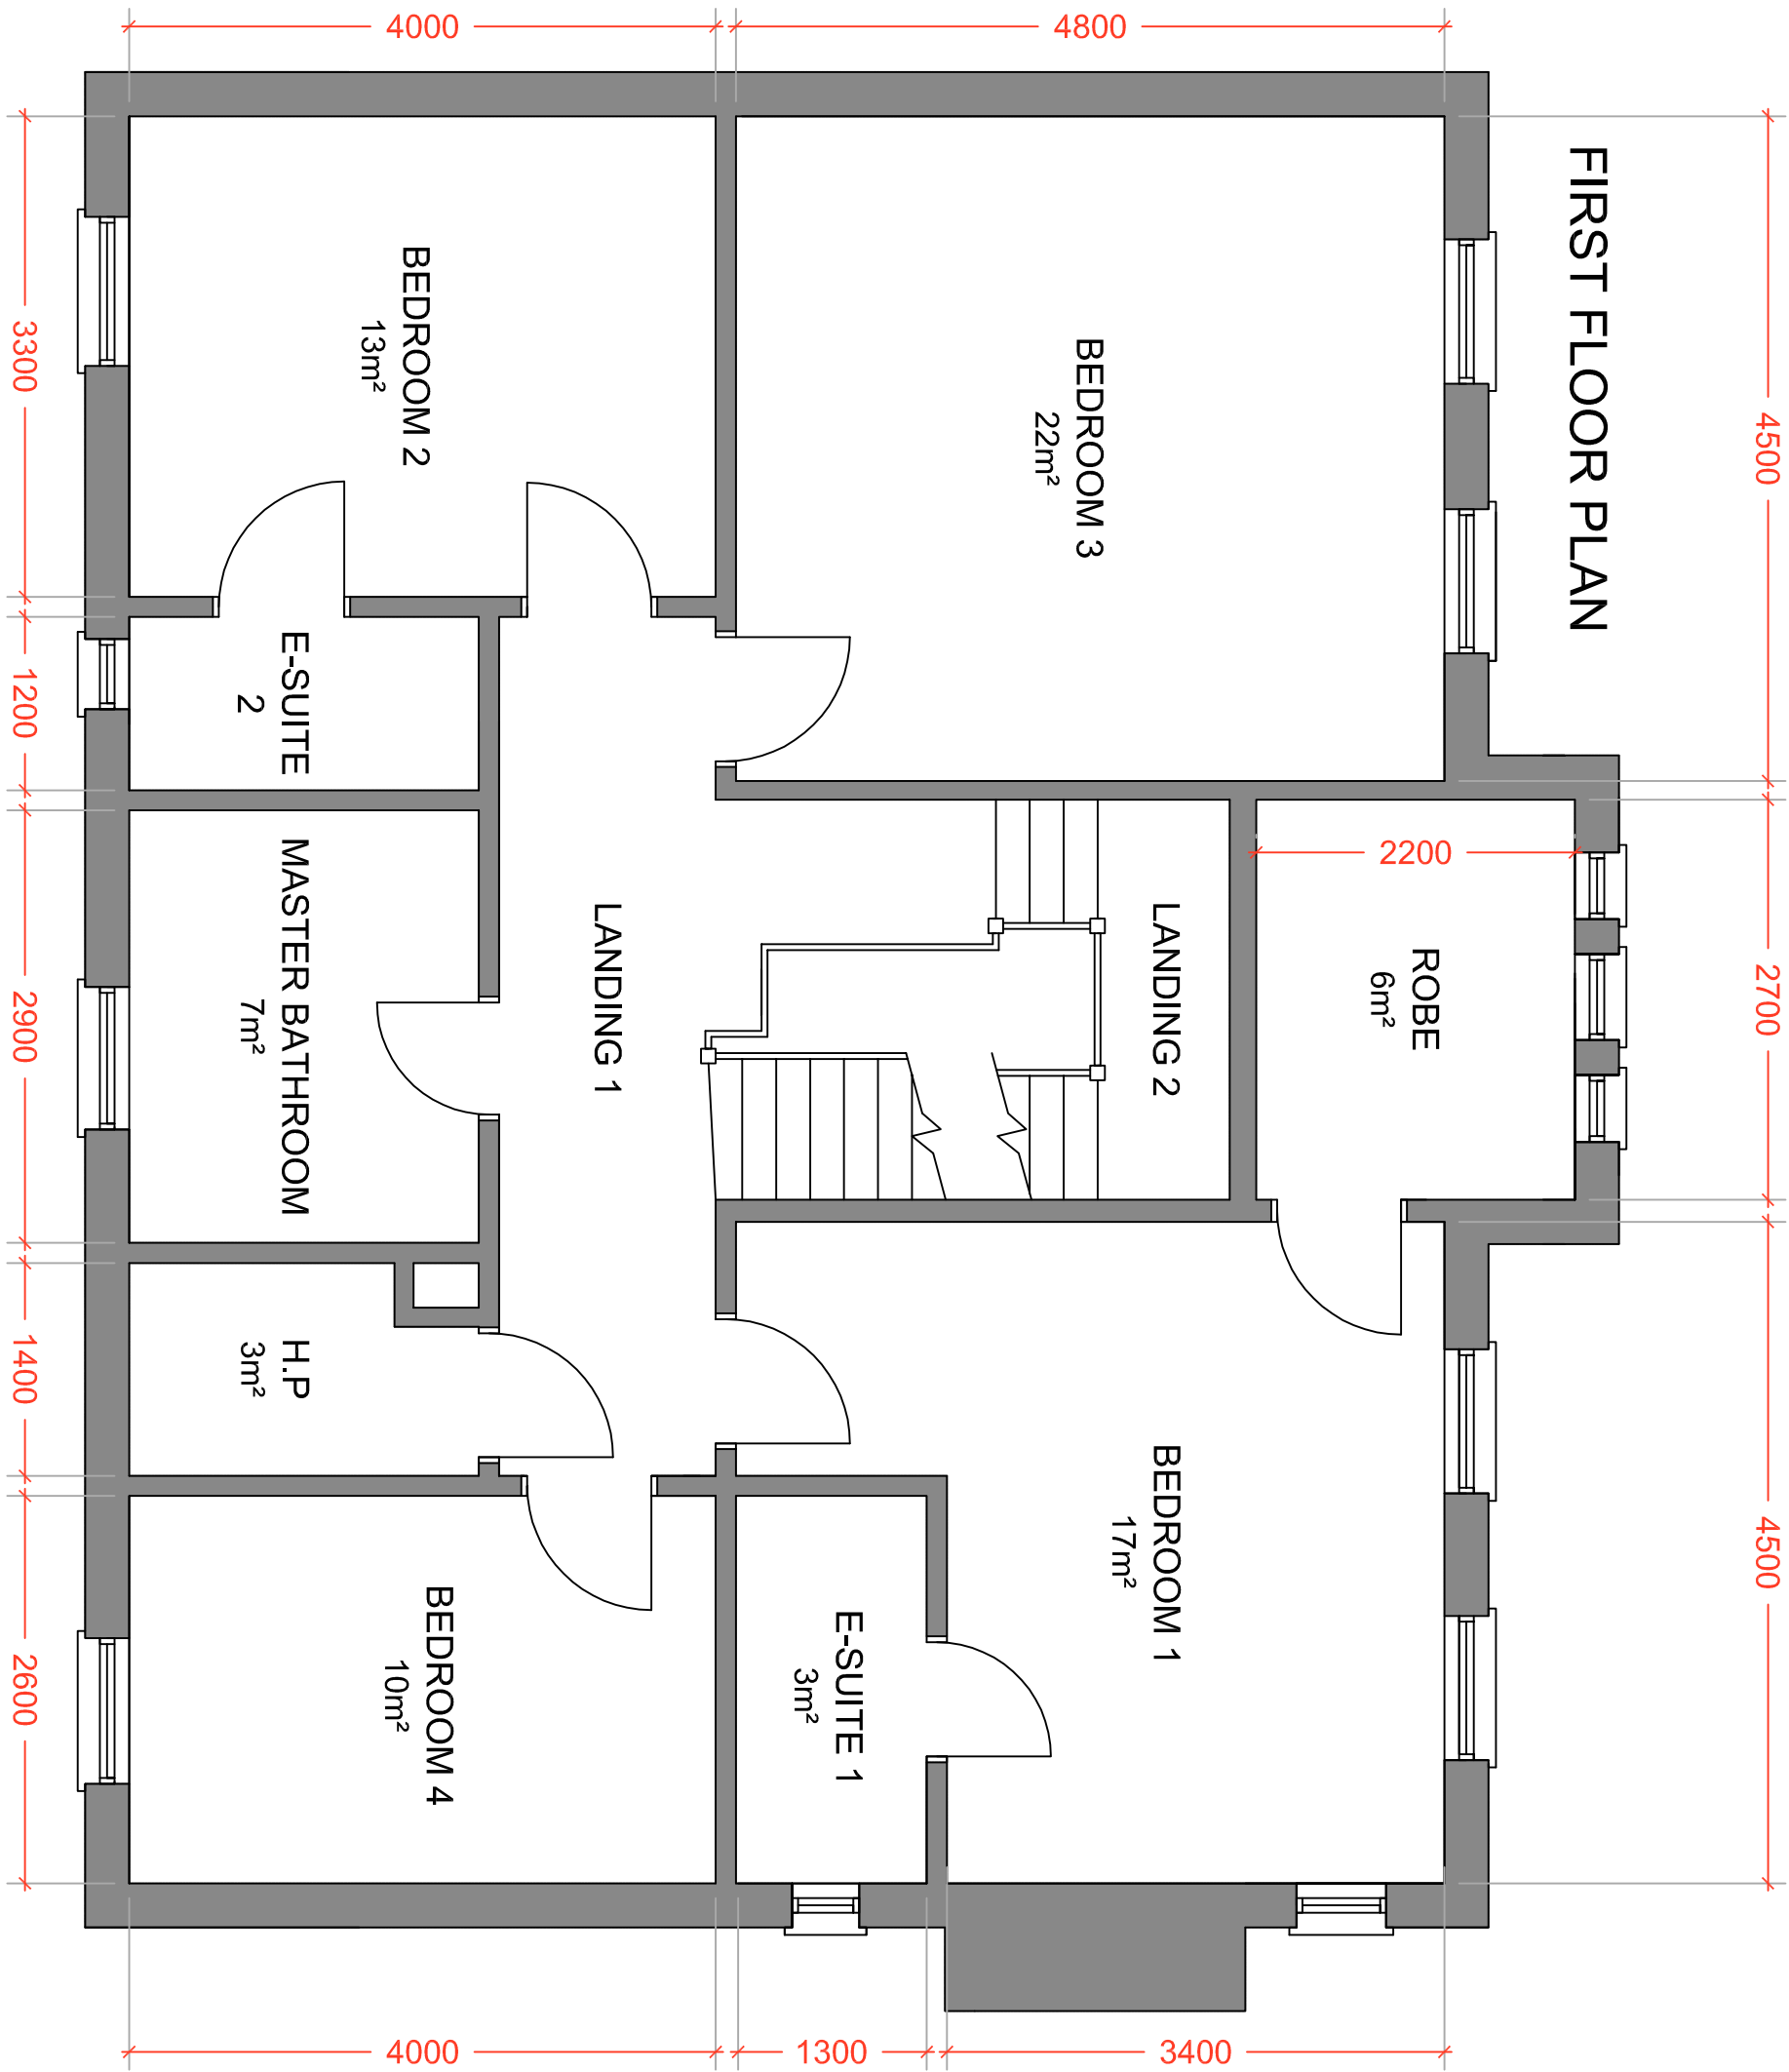 FIRST FLOOR PLAN
4500
2700
4500
4800
4000
BEDROOM 3
22m²
2200
ROBE
6m²
LANDING 2
BEDROOM 1
17m²
3400
E-SUITE 1
3m²
1300
LANDING 1
BEDROOM 2
13m²
E-SUITE
2
MASTER BATHROOM
7m²
H.P
3m²
BEDROOM 4
10m²
4000
3300
1200
2900
1400
2600